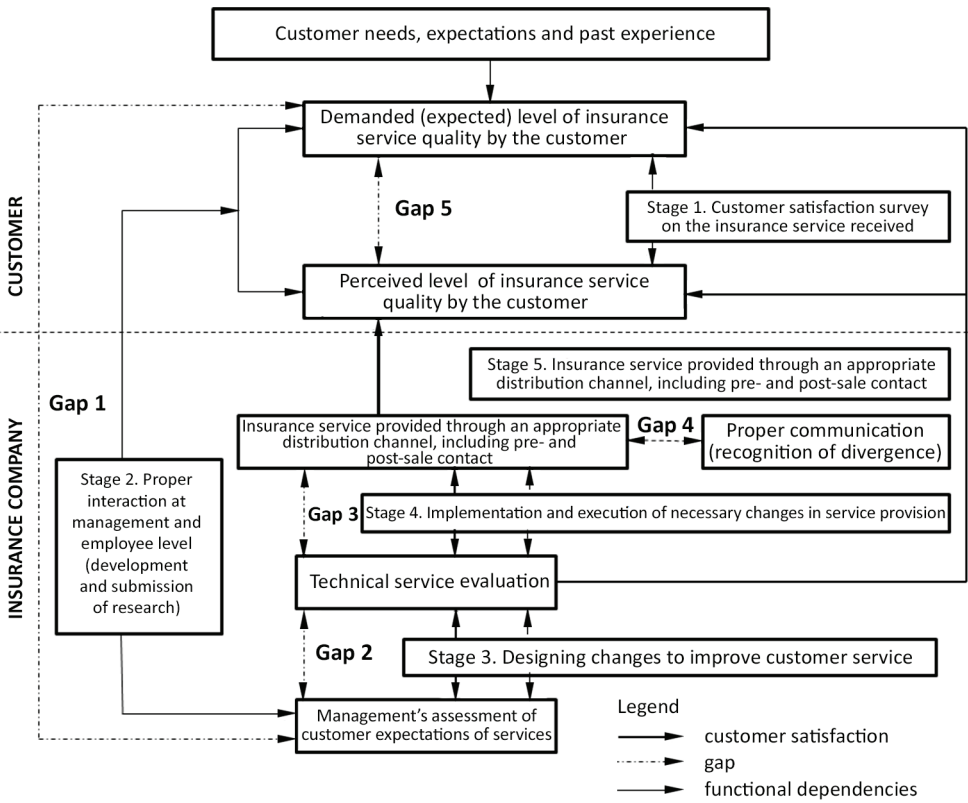 Customer needs, expectations and past experience
Demanded (expected) level of insurance
service quality by the customer
CUSTOMER
Gap 5
Stage 1. Customer satisfaction survey
on the insurance service received
Perceived level of insurance service
quality by the customer
Stage 5. Insurance service provided through an appropriate
distribution channel, including pre- and post-sale contact
Gap 1
INSURANCE COMPANY
Insurance service provided through an appropriate
distribution channel, including pre- and
post-sale contact
Gap 4
Proper communication
(recognition of divergence)
Stage 2. Proper
interaction at
management and
employee level
(development
and submission
of research)
Gap 3
Stage 4. Implementation and execution of necessary changes in service provision
Technical service evaluation
Gap 2
Stage 3. Designing changes to improve customer service
Management's assessment of
customer expectations of services
Legend
customer satisfaction
gap
functional dependencies